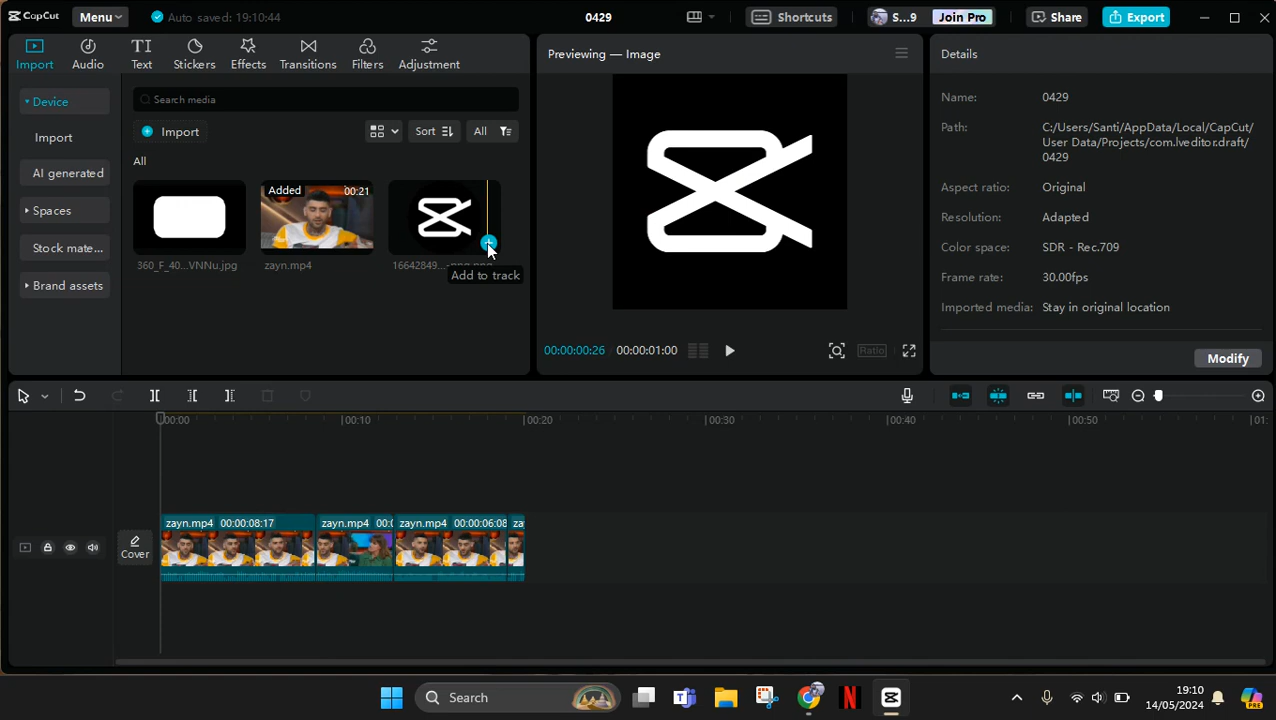 CapCut Menu Auto saved: 19:10:44 0429 Shortcuts S...9 Join Pro Share Export
Import Audio Text Stickers Effects Transitions Filters Adjustment
Device
Import
AI generated
Spaces
Stock mate...
Brand assets
Search media
Import Sort All
All
Added 00:21
360_F_40...VNNu.jpg zayn.mp4 16642849...
Add to track
Previewing — Image
00:00:00:26 00:00:01:00 Ratio
Details
Name: 0429
Path: C:/Users/Santi/AppData/Local/CapCut/
User Data/Projects/com.lveditor.draft/
0429
Aspect ratio: Original
Resolution: Adapted
Color space: SDR - Rec.709
Frame rate: 30.00fps
Imported media: Stay in original location
Modify
00:00 00:10 00:20 00:30 00:40 00:50 01:
zayn.mp4 00:00:08:17 zayn.mp4 00:0 zayn.mp4 00:00:06:08 za
Cover
Search
19:10
14/05/2024
PRE